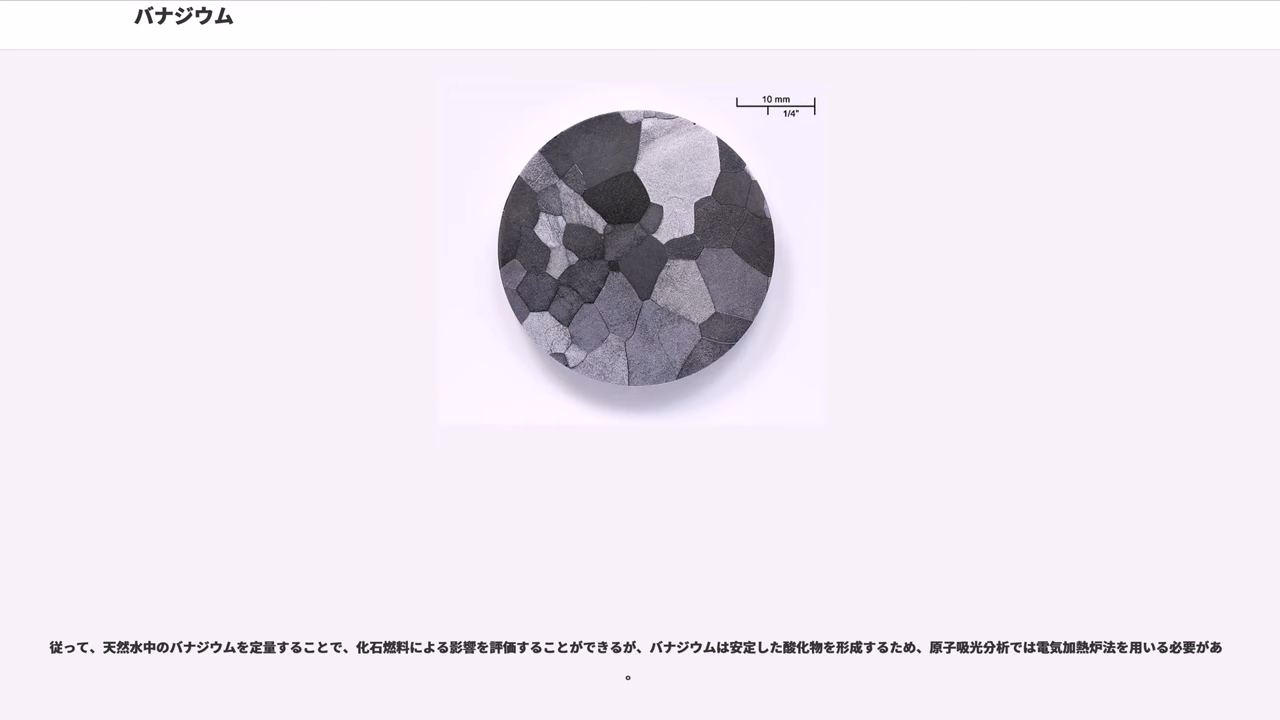 バナジウム
10 mm
1/4"
従って、天然水中のバナジウムを定量することで、化石燃料による影響を評価することができるが、バナジウムは安定した酸化物を形成するため、原子吸光分析では電気加熱炉法を用いる必要があ
。